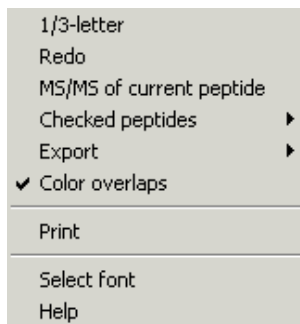 1/3-letter
Redo
MS/MS of current peptide
Checked peptides
Export
Color overlaps
Print
Select font
Help